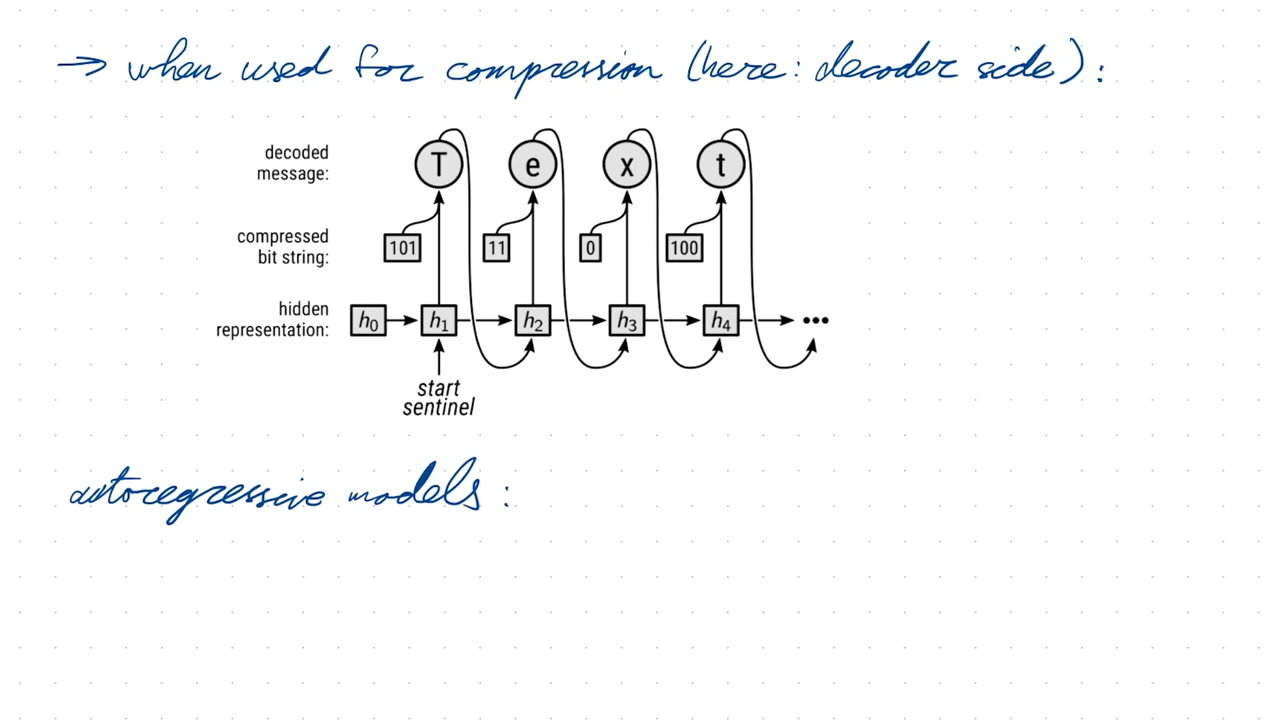 → when used for compression (here: decoder side):
decoded message:
T e x t
compressed bit string:
101 11 0 100
hidden representation:
h₀ h₁ h₂ h₃ h₄ •••
start
sentinel
autoregressive models: